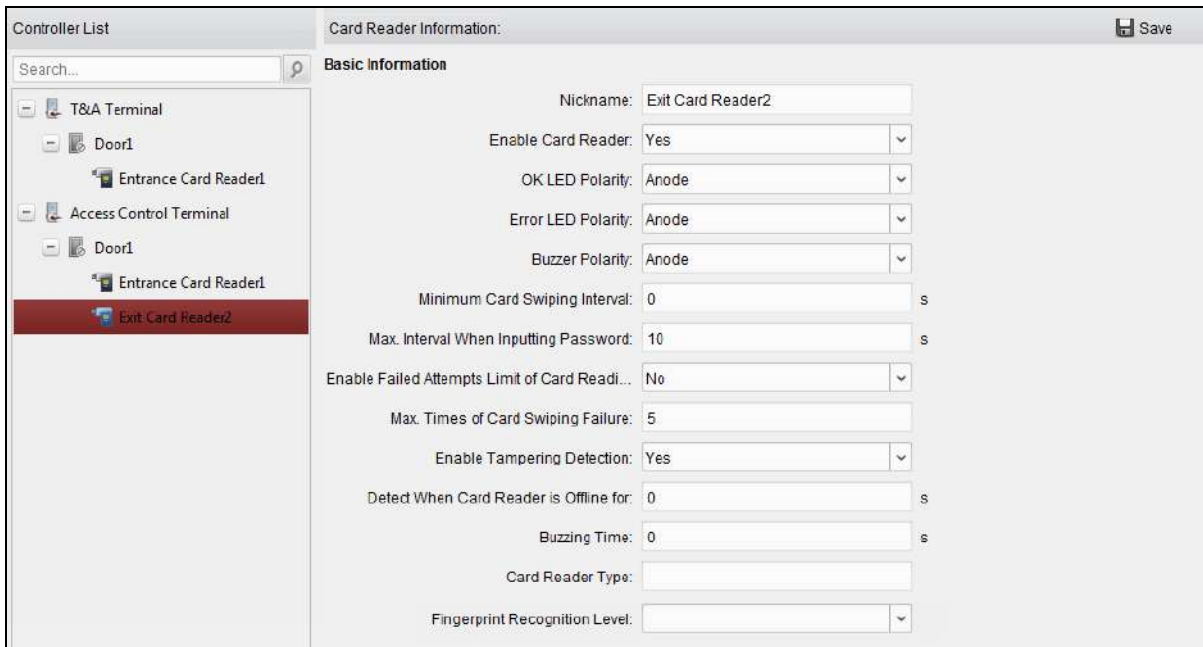 Controller List
Card Reader Information:
Save
Search...
Basic Information
T&A Terminal
Door1
Entrance Card Reader1
Access Control Terminal
Door1
Entrance Card Reader1
Exit Card Reader2
Nickname: Exit Card Reader2
Enable Card Reader: Yes
OK LED Polarity: Anode
Error LED Polarity: Anode
Buzzer Polarity: Anode
Minimum Card Swiping Interval: 0 s
Max. Interval When Inputting Password: 10 s
Enable Failed Attempts Limit of Card Readi... No
Max. Times of Card Swiping Failure: 5
Enable Tampering Detection: Yes
Detect When Card Reader is Offline for: 0 s
Buzzing Time: 0 s
Card Reader Type:
Fingerprint Recognition Level: